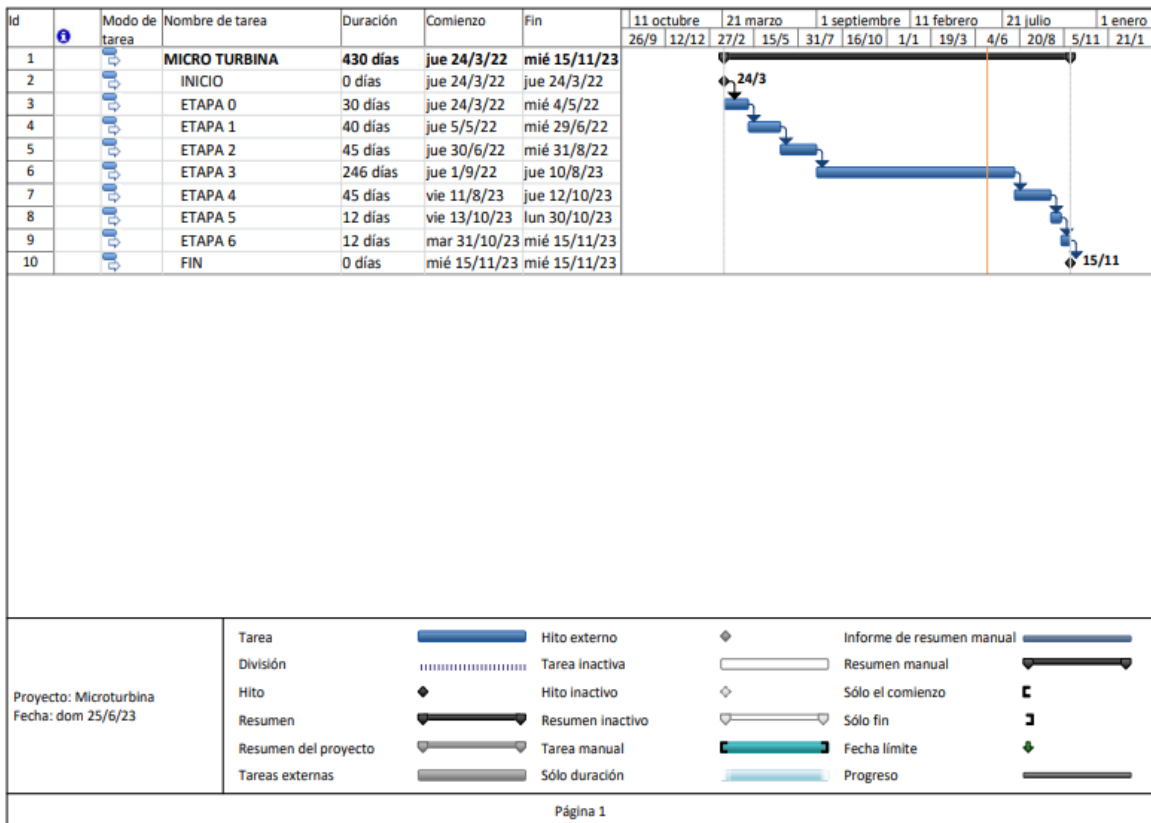 Id Modo de tarea Nombre de tarea Duración Comienzo Fin
11 octubre 21 marzo 1 septiembre 11 febrero 21 julio 1 enero
26/9 12/12 27/2 15/5 31/7 16/10 1/1 19/3 4/6 20/8 5/11 21/1
1 MICRO TURBINA 430 días jue 24/3/22 mié 15/11/23
2 INICIO 0 días jue 24/3/22 jue 24/3/22 24/3
3 ETAPA 0 30 días jue 24/3/22 mié 4/5/22
4 ETAPA 1 40 días jue 5/5/22 mié 29/6/22
5 ETAPA 2 45 días jue 30/6/22 mié 31/8/22
6 ETAPA 3 246 días jue 1/9/22 jue 10/8/23
7 ETAPA 4 45 días vie 11/8/23 jue 12/10/23
8 ETAPA 5 12 días vie 13/10/23 lun 30/10/23
9 ETAPA 6 12 días mar 31/10/23 mié 15/11/23
10 FIN 0 días mié 15/11/23 mié 15/11/23 15/11
Proyecto: Microturbina
Fecha: dom 25/6/23
Tarea Hito externo Informe de resumen manual
División Tarea inactiva Resumen manual
Hito Hito inactivo Sólo el comienzo
Resumen Resumen inactivo Sólo fin
Resumen del proyecto Tarea manual Fecha límite
Tareas externas Sólo duración Progreso
Página 1